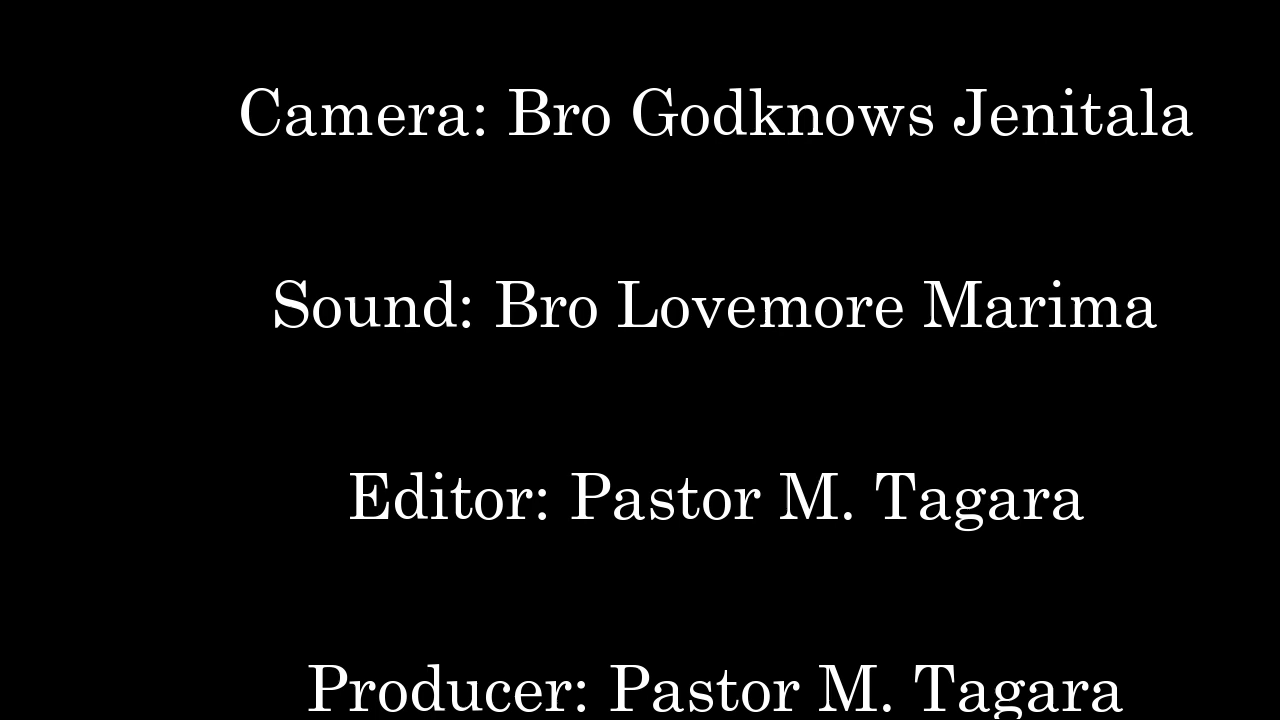 Camera: Bro Godknows Jenitala
Sound: Bro Lovemore Marima
Editor: Pastor M. Tagara
Producer: Pastor M. Tagara